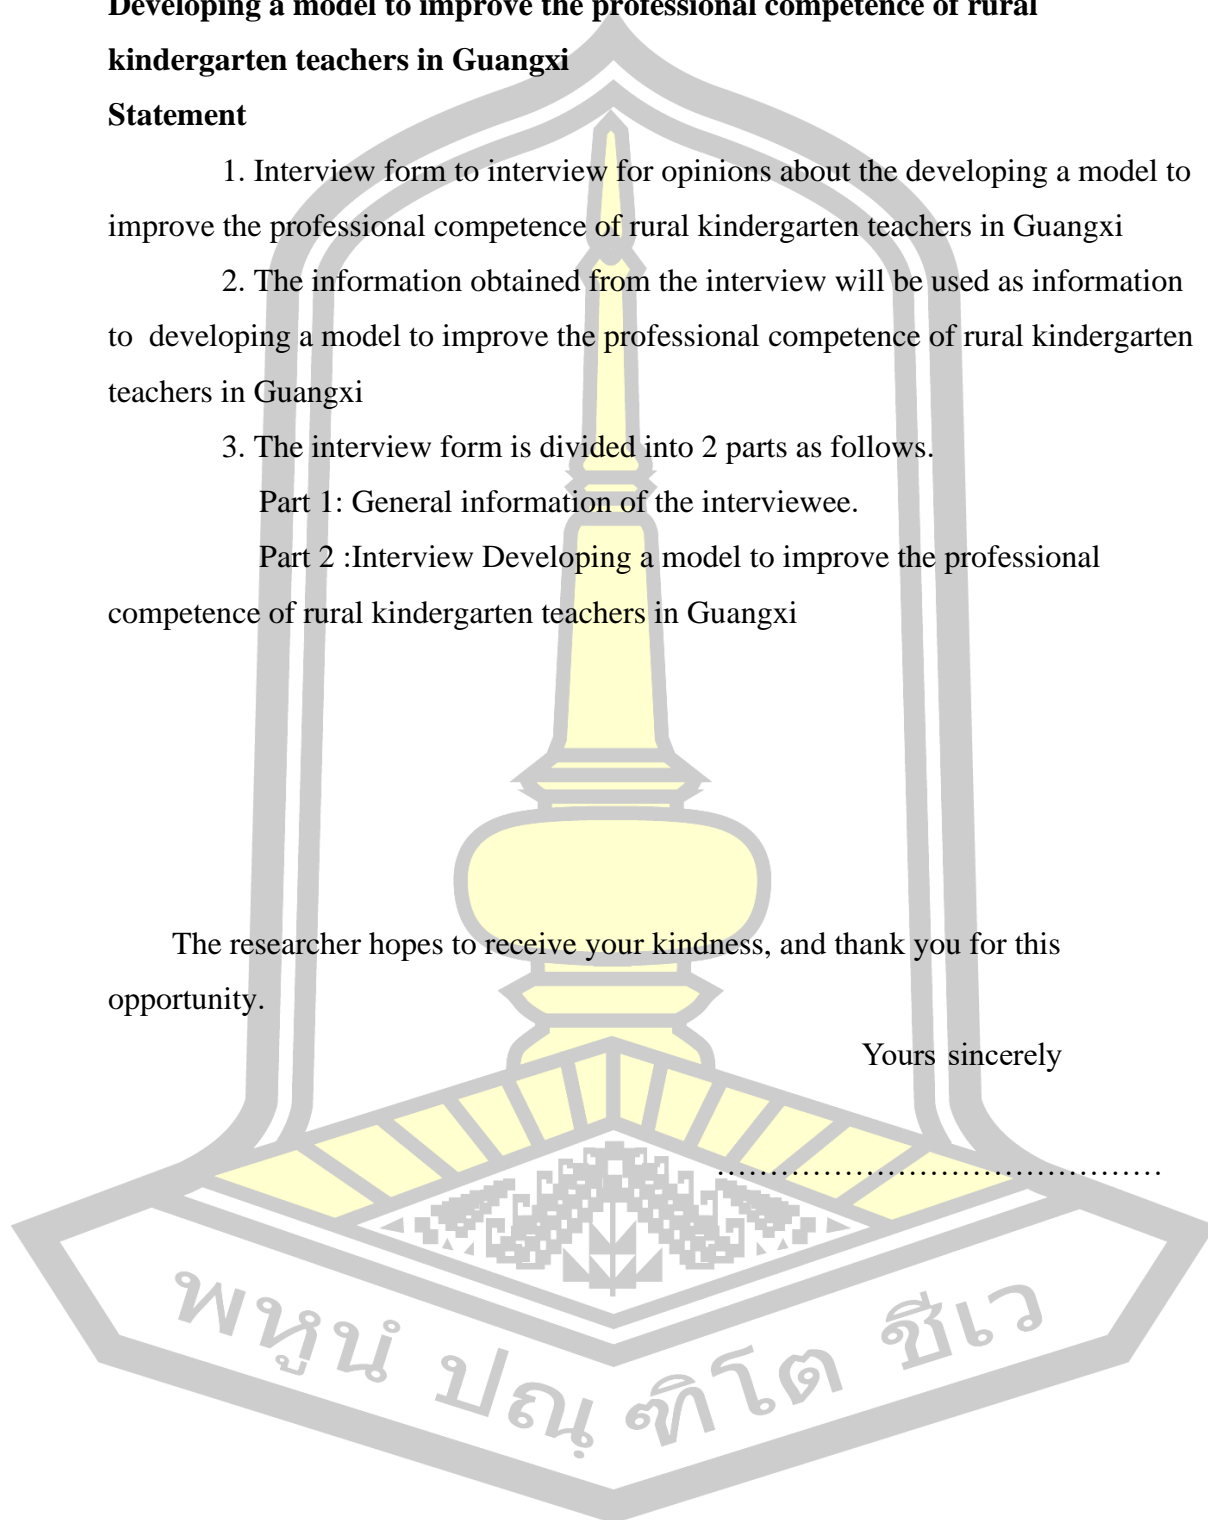 Developing a model to improve the professional competence of rural
kindergarten teachers in Guangxi
Statement
1. Interview form to interview for opinions about the developing a model to
improve the professional competence of rural kindergarten teachers in Guangxi
2. The information obtained from the interview will be used as information
to developing a model to improve the professional competence of rural kindergarten
teachers in Guangxi
3. The interview form is divided into 2 parts as follows.
Part 1: General information of the interviewee.
Part 2 :Interview Developing a model to improve the professional
competence of rural kindergarten teachers in Guangxi
The researcher hopes to receive your kindness, and thank you for this
opportunity.
Yours sincerely
……………………………………
พหูนํ ปณฺฑิโต ชีเว